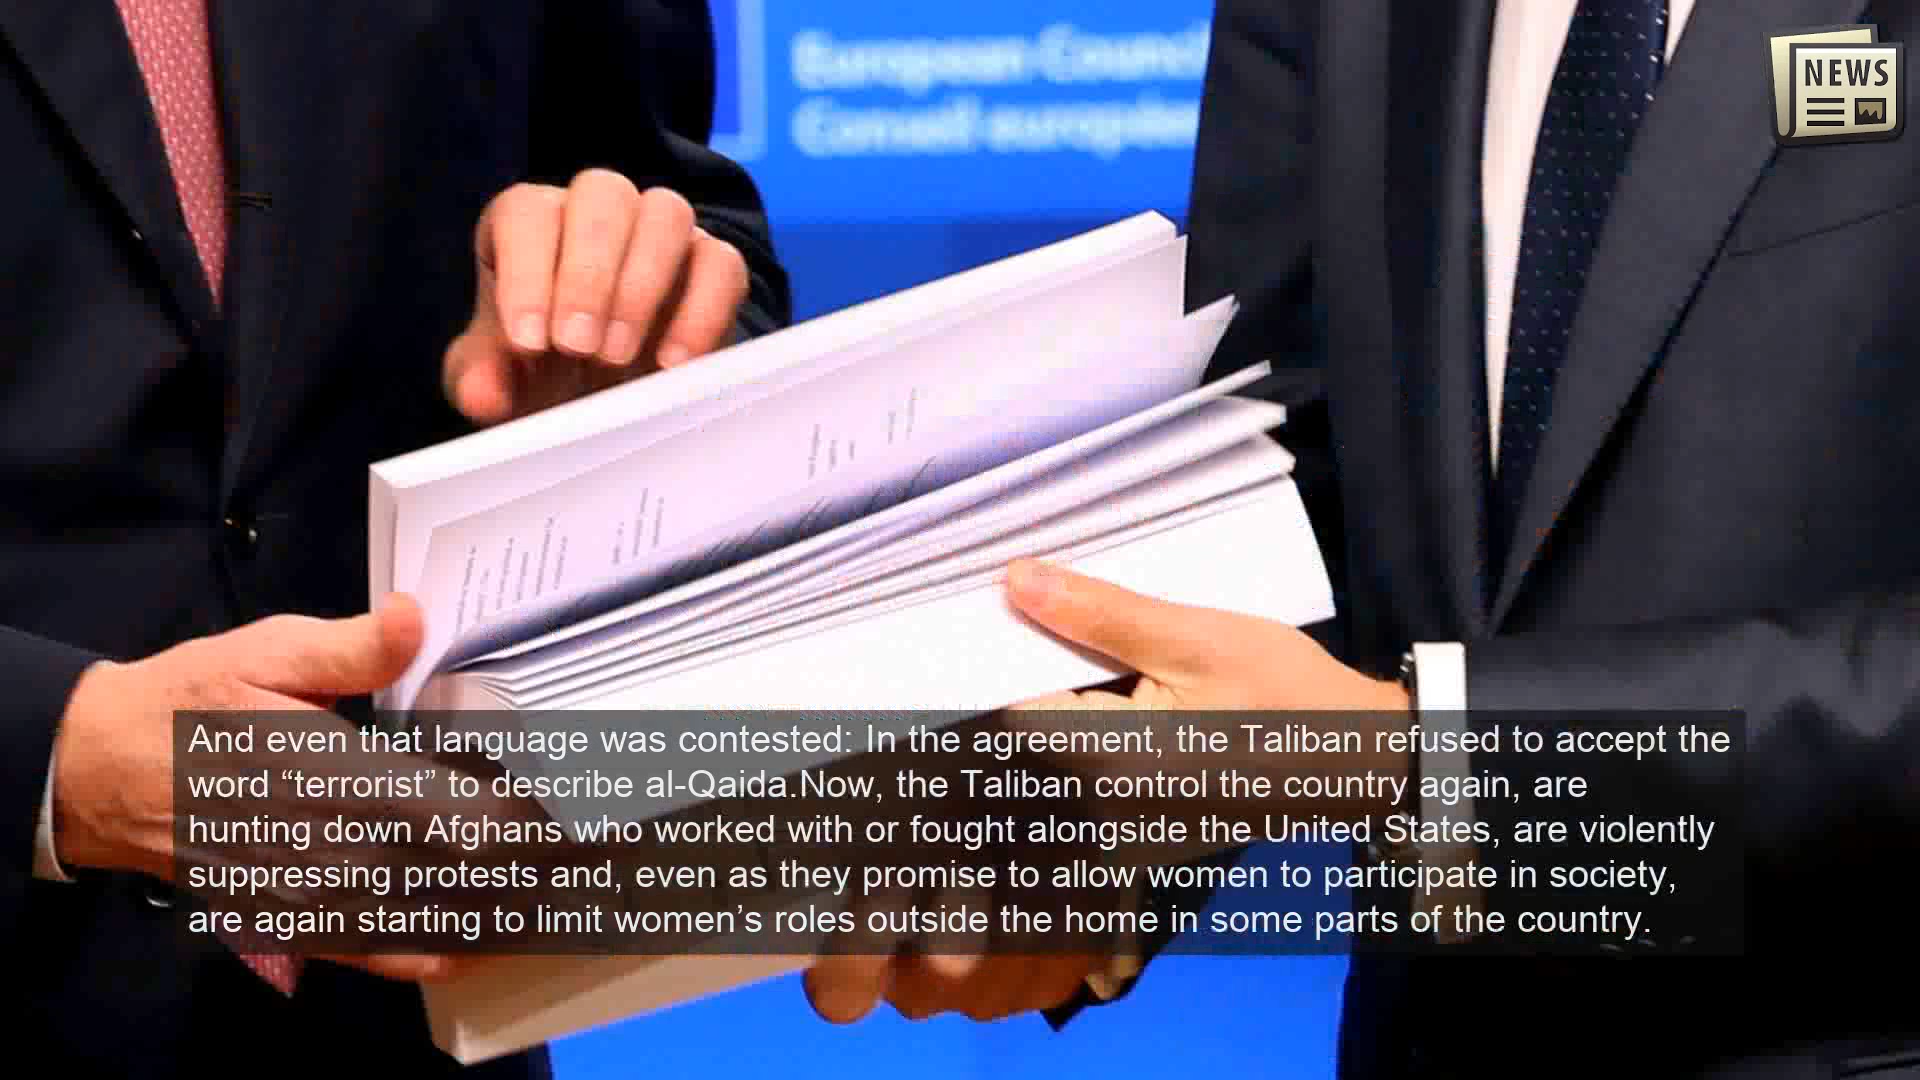 European Counc
Conseil europée
NEWS
And even that language was contested: In the agreement, the Taliban refused to accept the
word “terrorist” to describe al-Qaida.Now, the Taliban control the country again, are
hunting down Afghans who worked with or fought alongside the United States, are violently
suppressing protests and, even as they promise to allow women to participate in society,
are again starting to limit women’s roles outside the home in some parts of the country.